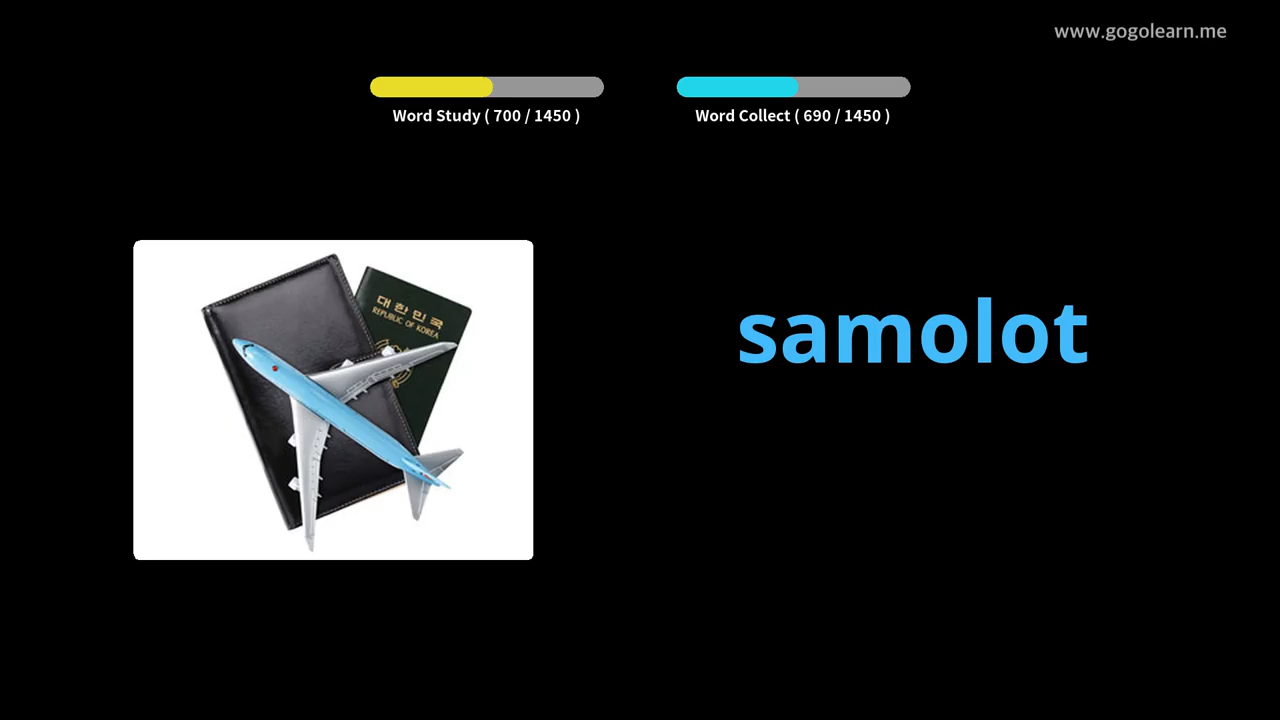 www.gogolearn.me
Word Study ( 700 / 1450 )
Word Collect ( 690 / 1450 )
대한민국
REPUBLIC OF KOREA
samolot